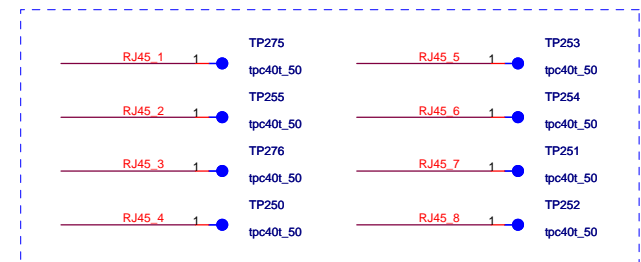 TP275
RJ45_1 1
tpc40t_50
TP255
RJ45_2 1
tpc40t_50
TP276
RJ45_3 1
tpc40t_50
TP250
RJ45_4 1
tpc40t_50
TP253
RJ45_5 1
tpc40t_50
TP254
RJ45_6 1
tpc40t_50
TP251
RJ45_7 1
tpc40t_50
TP252
RJ45_8 1
tpc40t_50